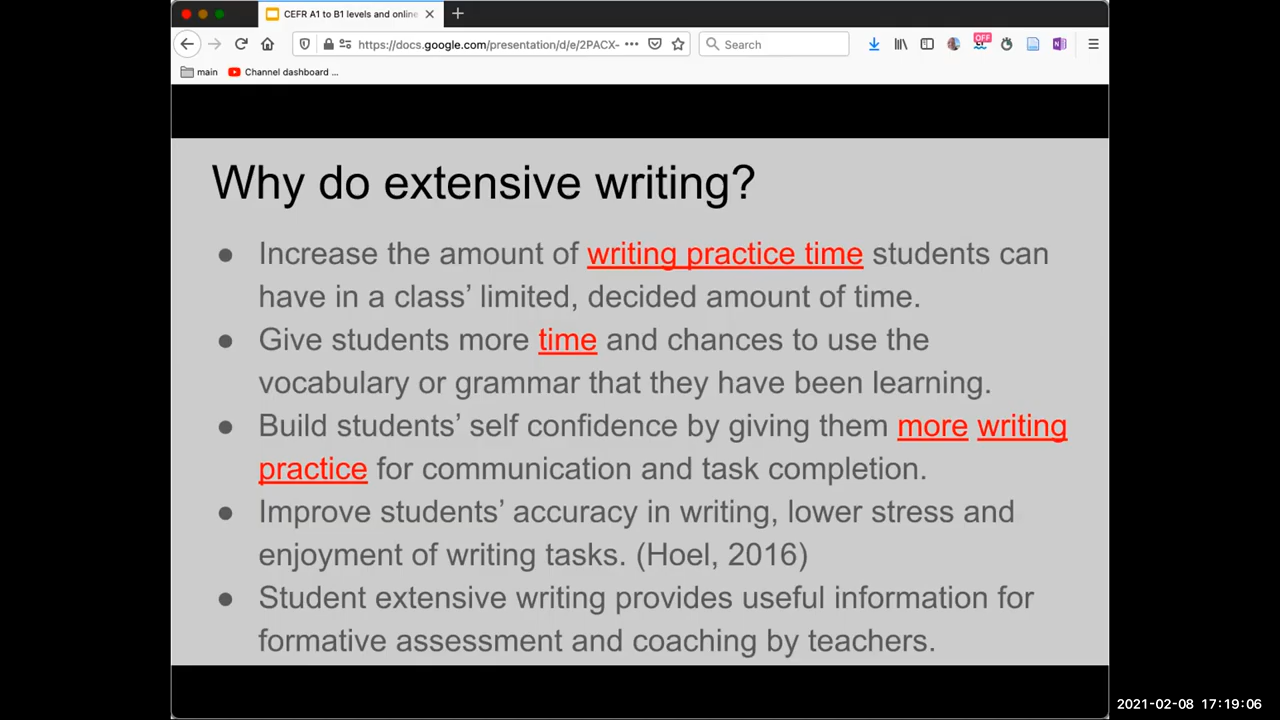 CEFR A1 to B1 levels and online
https://docs.google.com/presentation/d/e/2PACX-
Search
OFF
main
Channel dashboard ...
Why do extensive writing?
● Increase the amount of writing practice time students can
have in a class’ limited, decided amount of time.
● Give students more time and chances to use the
vocabulary or grammar that they have been learning.
● Build students’ self confidence by giving them more writing
practice for communication and task completion.
● Improve students’ accuracy in writing, lower stress and
enjoyment of writing tasks. (Hoel, 2016)
● Student extensive writing provides useful information for
formative assessment and coaching by teachers.
2021-02-08 17:19:06